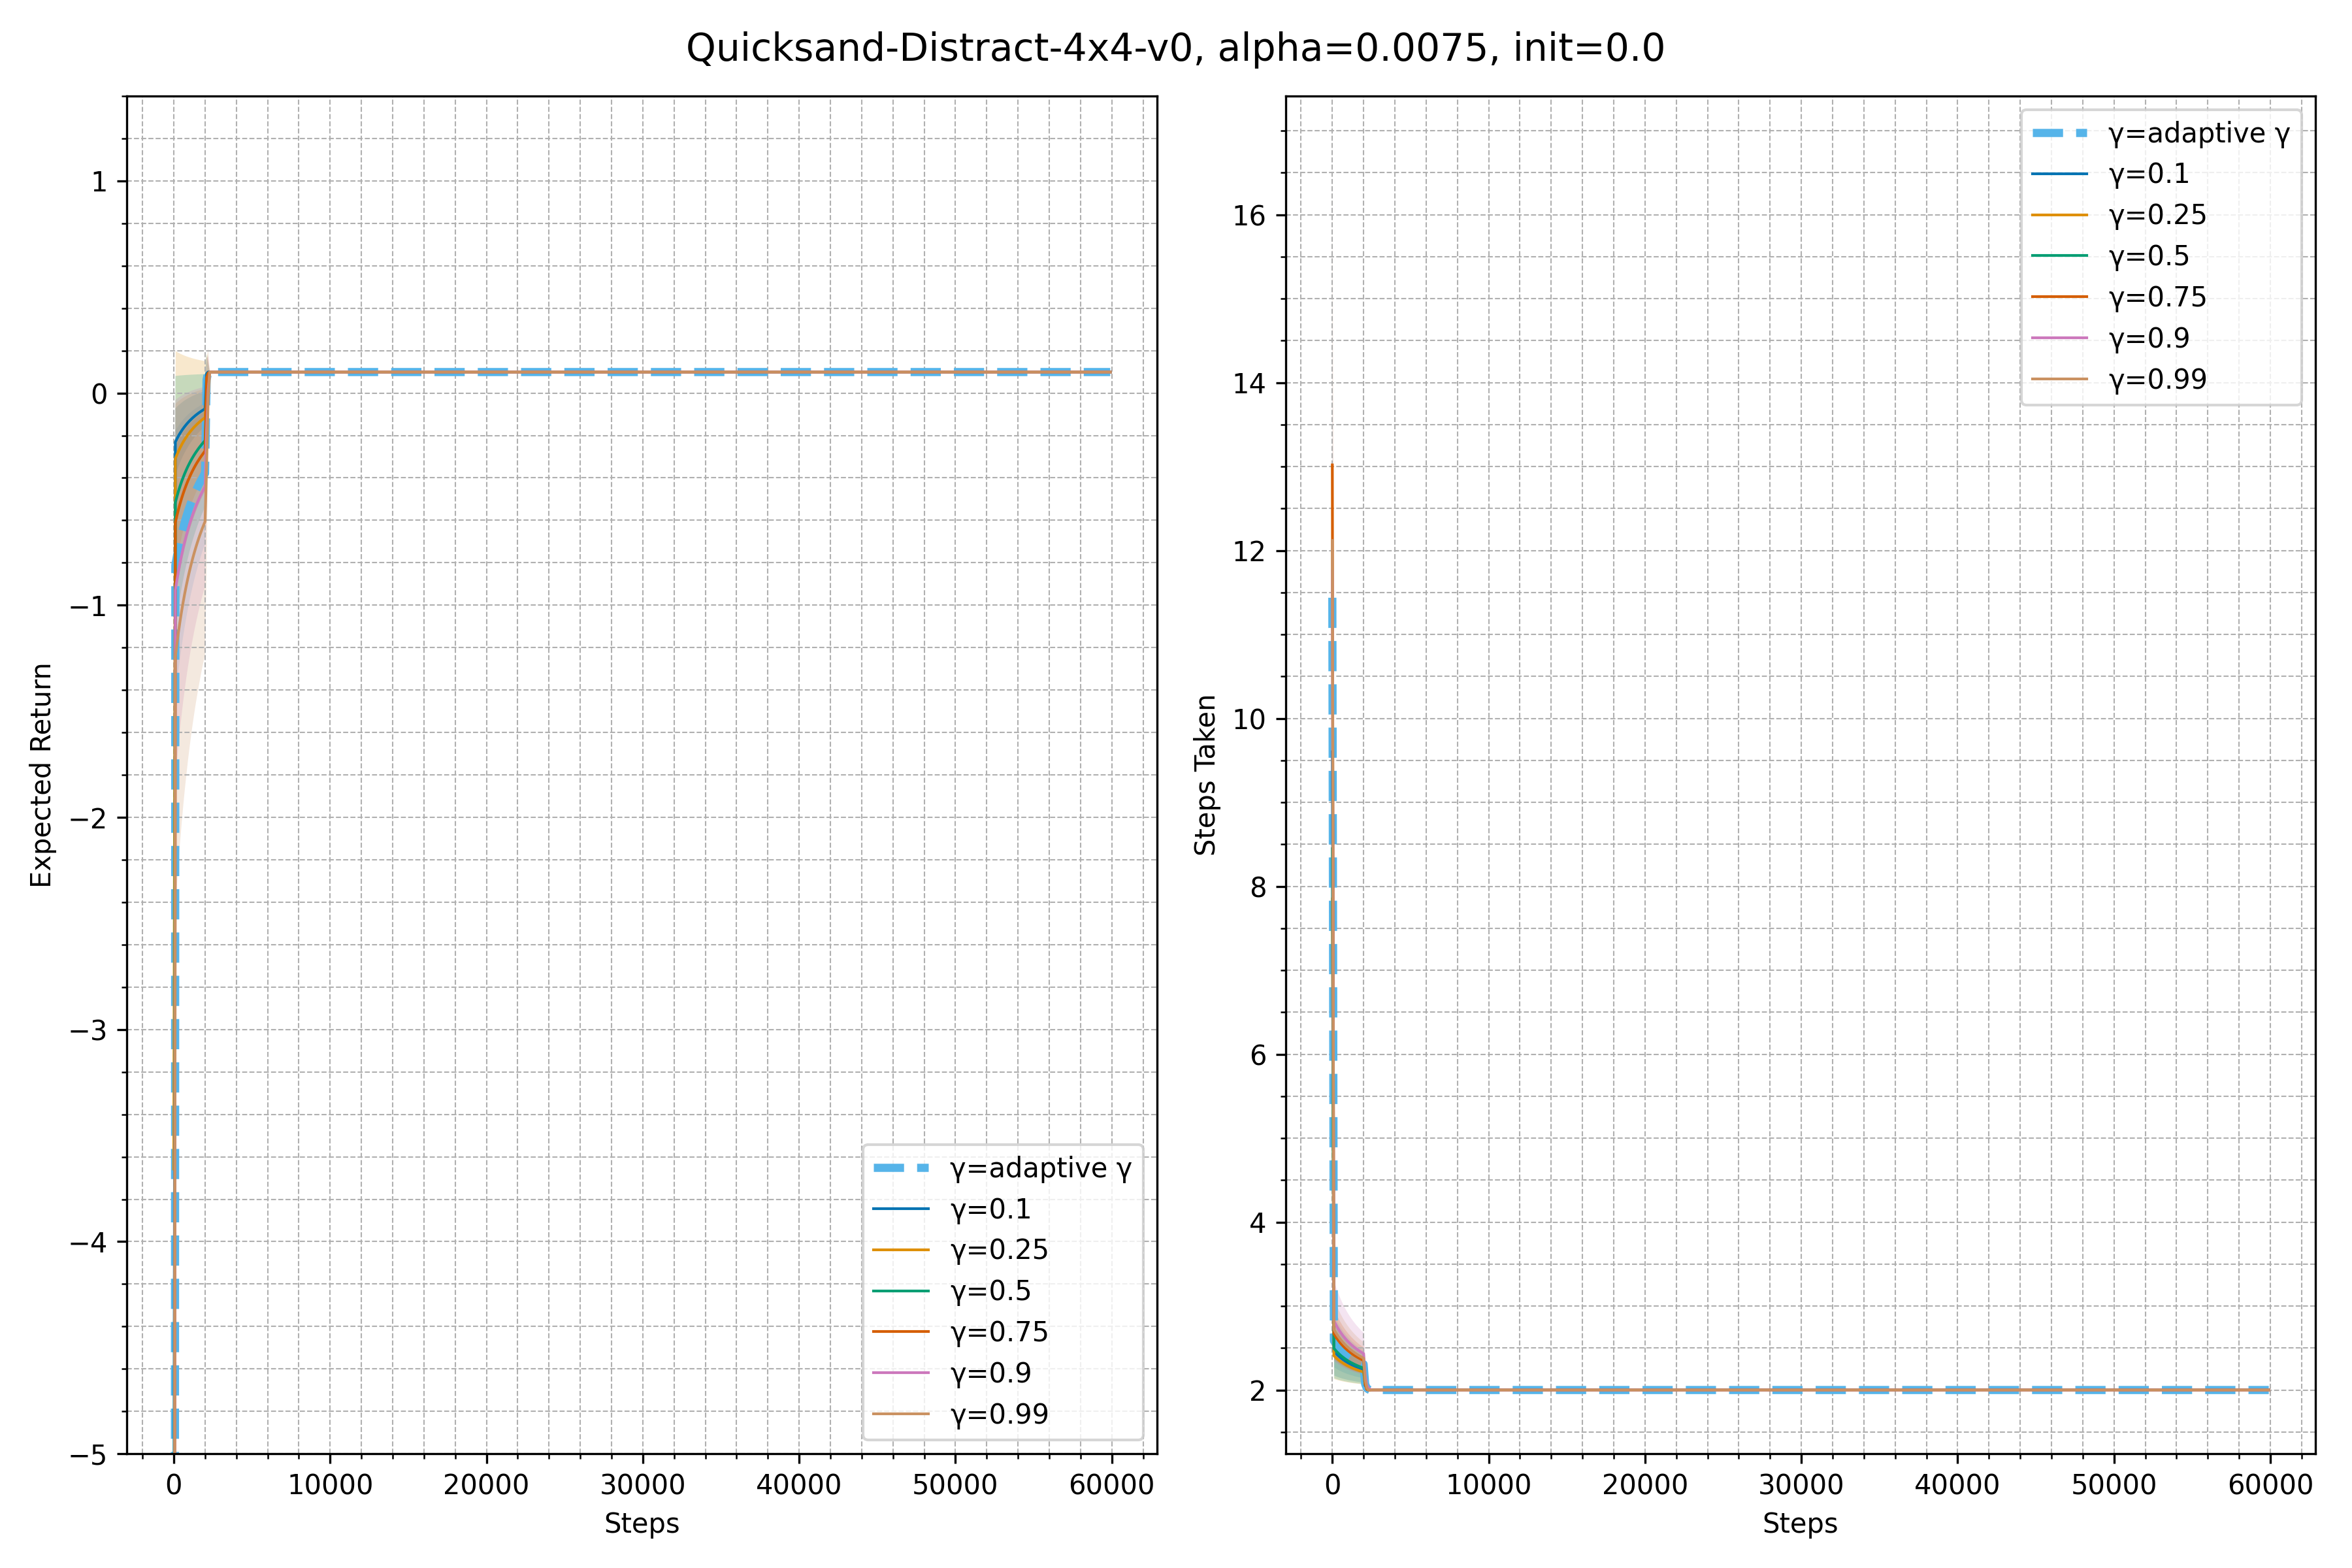 Quicksand-Distract-4x4-v0, alpha=0.0075, init=0.0
Expected Return
1
0
−1
−2
−3
−4
−5
0 10000 20000 30000 40000 50000 60000
Steps
γ=adaptive γ
γ=0.1
γ=0.25
γ=0.5
γ=0.75
γ=0.9
γ=0.99
Steps Taken
16
14
12
10
8
6
4
2
0 10000 20000 30000 40000 50000 60000
Steps
γ=adaptive γ
γ=0.1
γ=0.25
γ=0.5
γ=0.75
γ=0.9
γ=0.99